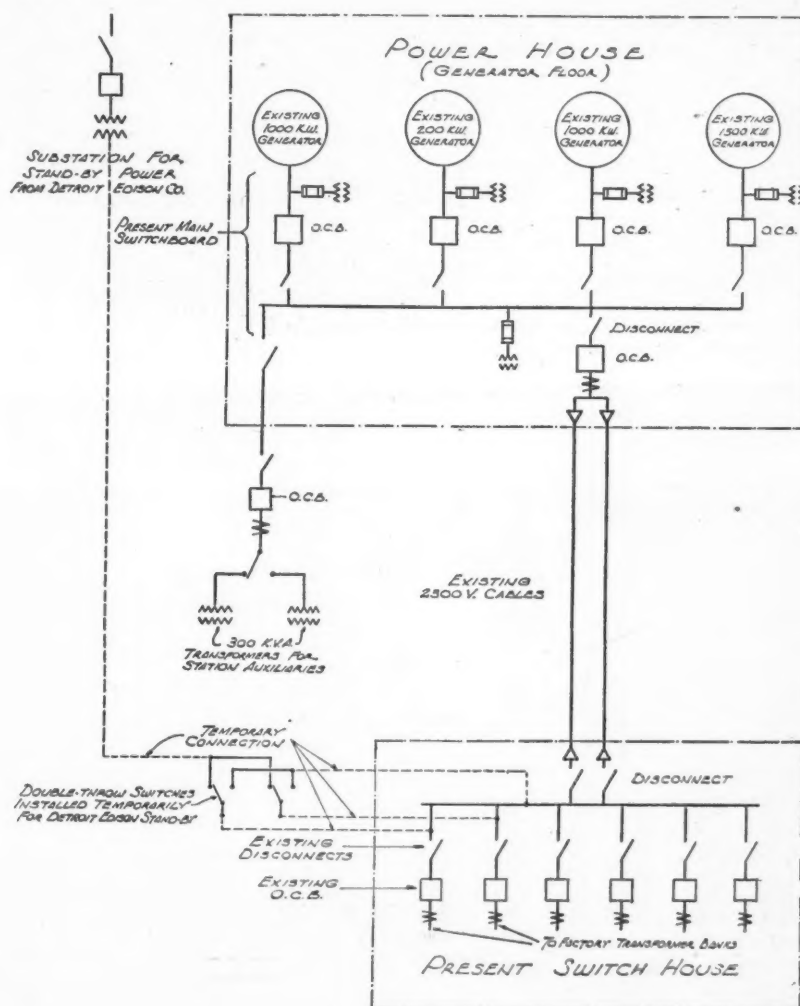 POWER HOUSE
(GENERATOR FLOOR)
EXISTING
1000 K.W.
GENERATOR
EXISTING
200 KW.
GENERATOR
EXISTING
1000 K.W.
GENERATOR
EXISTING
1500 KW.
GENERATOR
SUBSTATION FOR
STAND-BY POWER
FROM DETROIT EDISON CO.
PRESENT MAIN
SWITCHBOARD
O.C.B.
O.C.B.
O.C.B.
O.C.B.
DISCONNECT
O.C.B.
O.C.B.
EXISTING
2300 V. CABLES
300 K.V.A.
TRANSFORMERS FOR
STATION AUXILIARIES
TEMPORARY
CONNECTION
DOUBLE-THROW SWITCHES
INSTALLED TEMPORARILY
FOR DETROIT EDISON STAND-BY
DISCONNECT
EXISTING
DISCONNECTS
EXISTING
O.C.B.
TO FACTORY TRANSFORMER BANKS
PRESENT SWITCH HOUSE